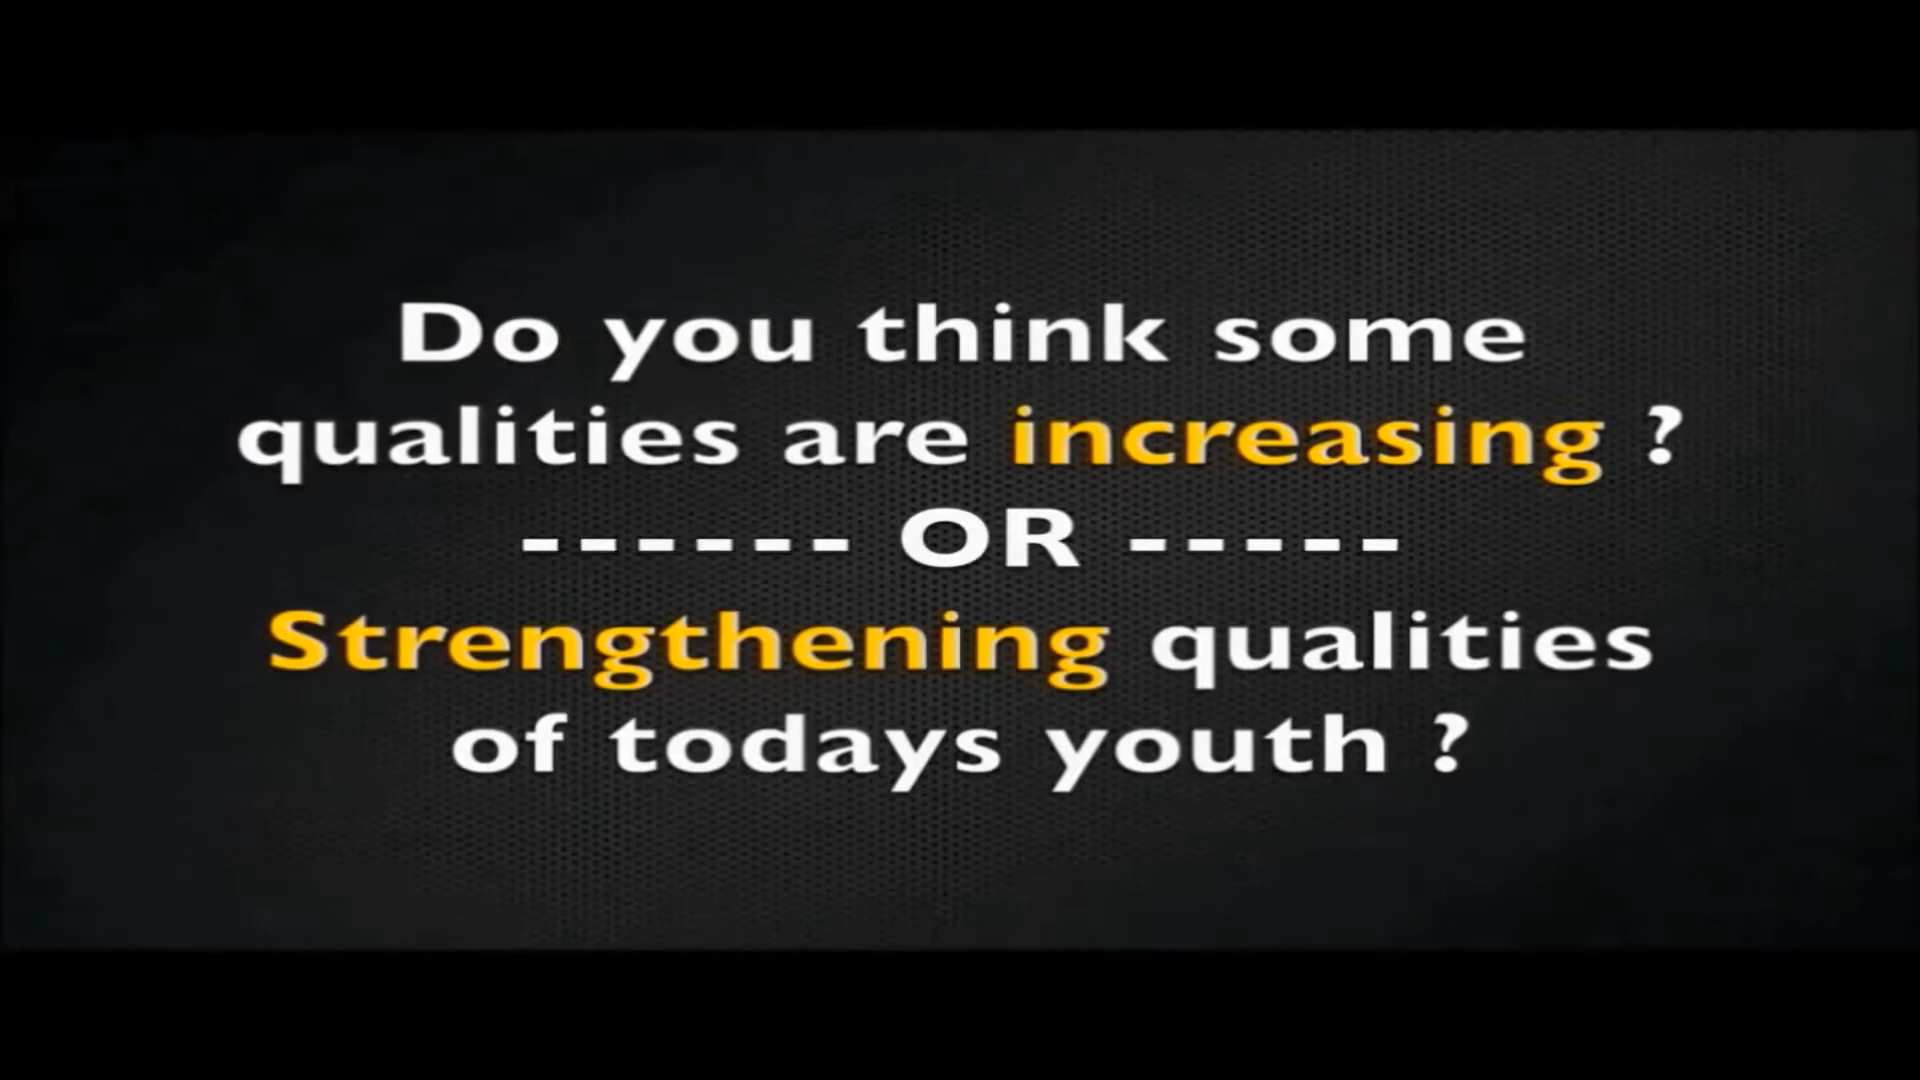 Do you think some
qualities are increasing ?
------ OR -----
Strengthening qualities
of todays youth ?